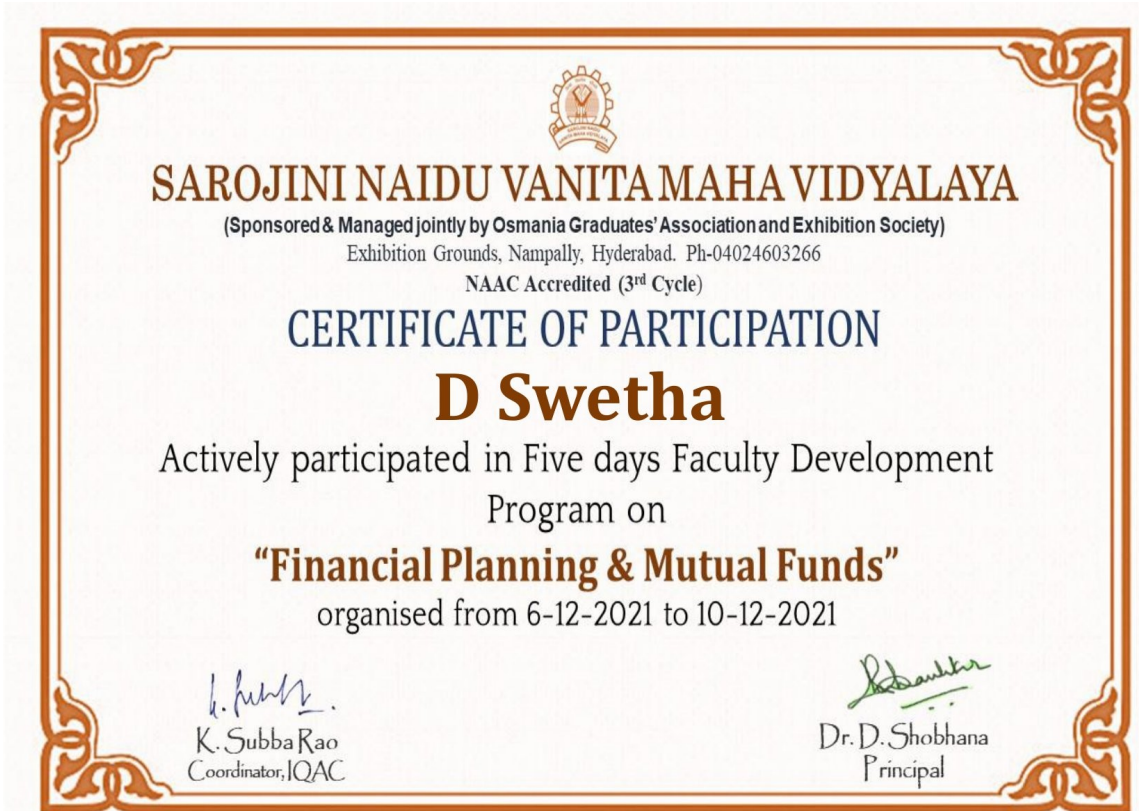 SAROJINI NAIDU VANITA MAHA VIDYALAYA
(Sponsored & Managed jointly by Osmania Graduates' Association and Exhibition Society)
Exhibition Grounds, Nampally, Hyderabad. Ph-04024603266
NAAC Accredited (3rd Cycle)
CERTIFICATE OF PARTICIPATION
D Swetha
Actively participated in Five days Faculty Development
Program on
“Financial Planning & Mutual Funds”
organised from 6-12-2021 to 10-12-2021
K. Subba Rao
Coordinator, IQAC
Dr. D. Shobhana
Principal